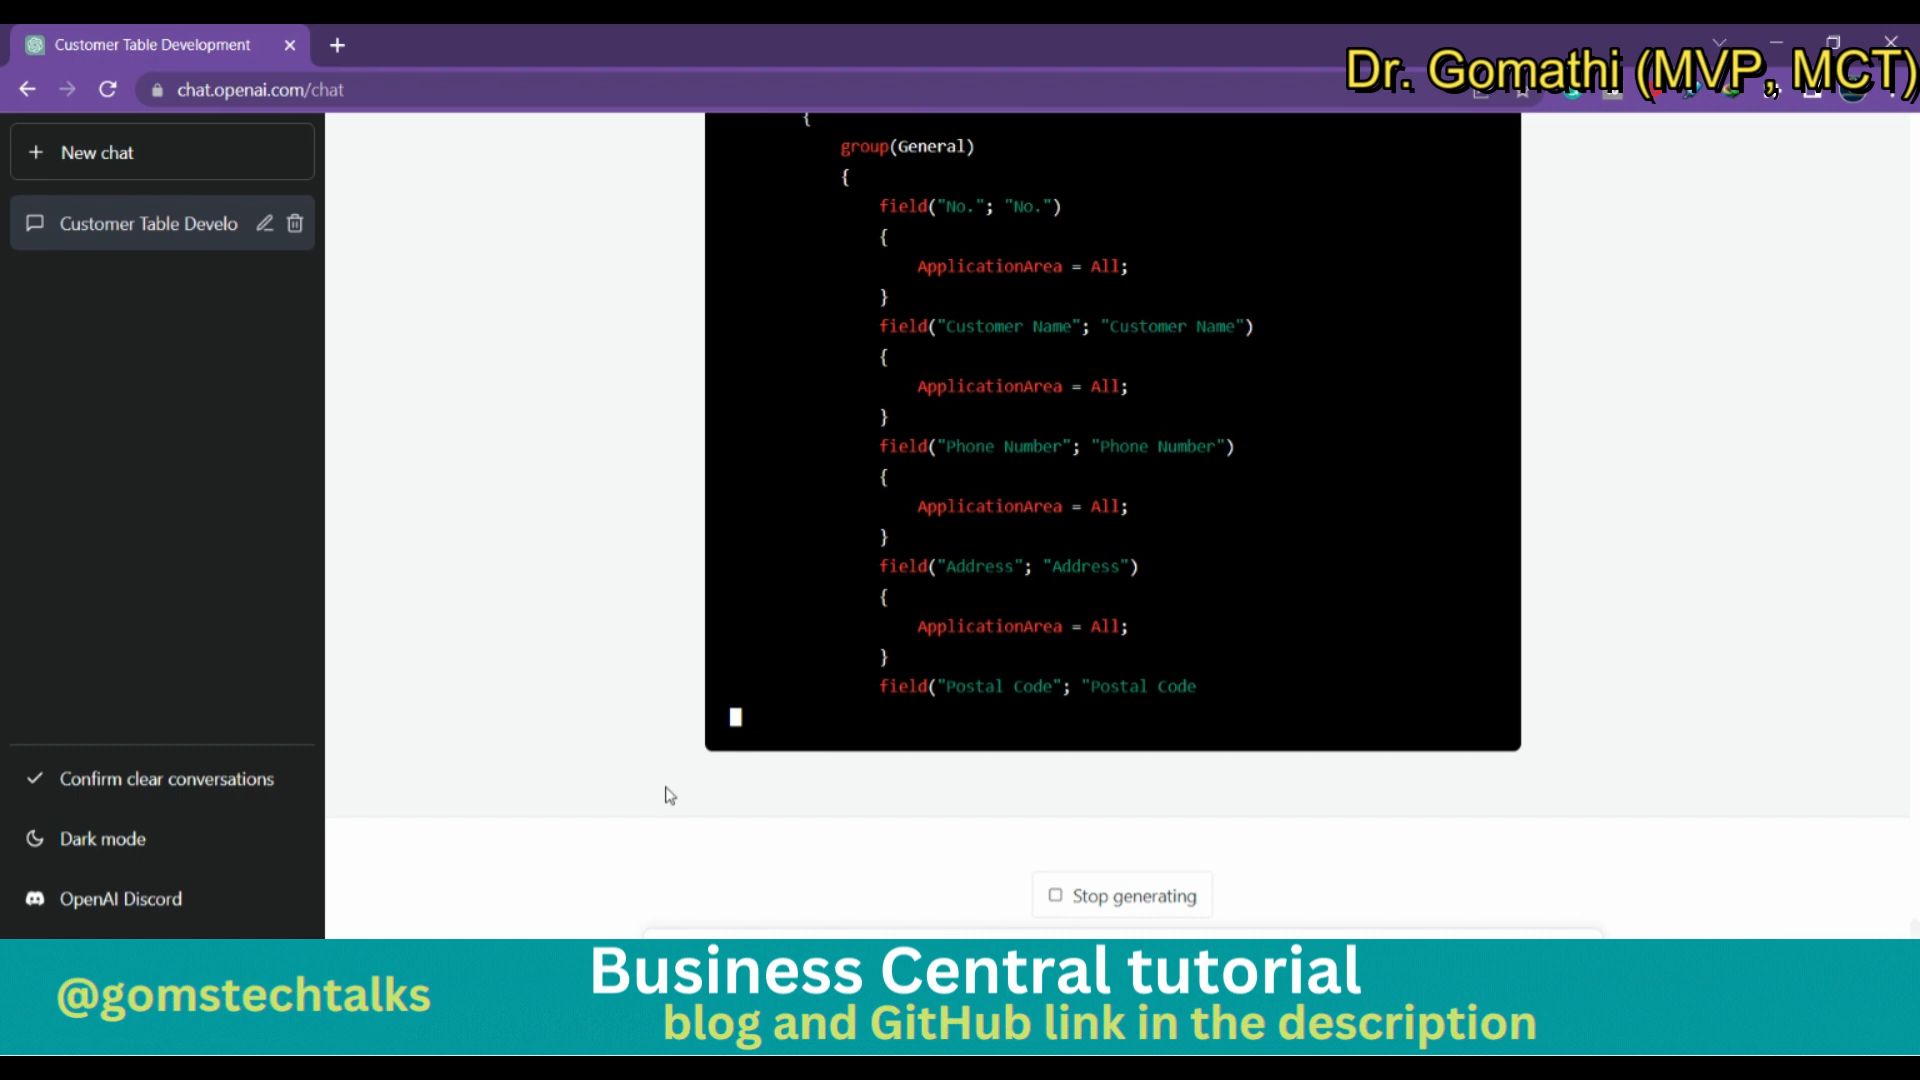 Customer Table Development
Dr. Gomathi (MVP, MCT)
chat.openai.com/chat
New chat
Customer Table Develo
{
group(General)
{
field("No."; "No.")
{
ApplicationArea = All;
}
field("Customer Name"; "Customer Name")
{
ApplicationArea = All;
}
field("Phone Number"; "Phone Number")
{
ApplicationArea = All;
}
field("Address"; "Address")
{
ApplicationArea = All;
}
field("Postal Code"; "Postal Code
Confirm clear conversations
Dark mode
OpenAI Discord
Stop generating
@gomstechtalks
Business Central tutorial
blog and GitHub link in the description